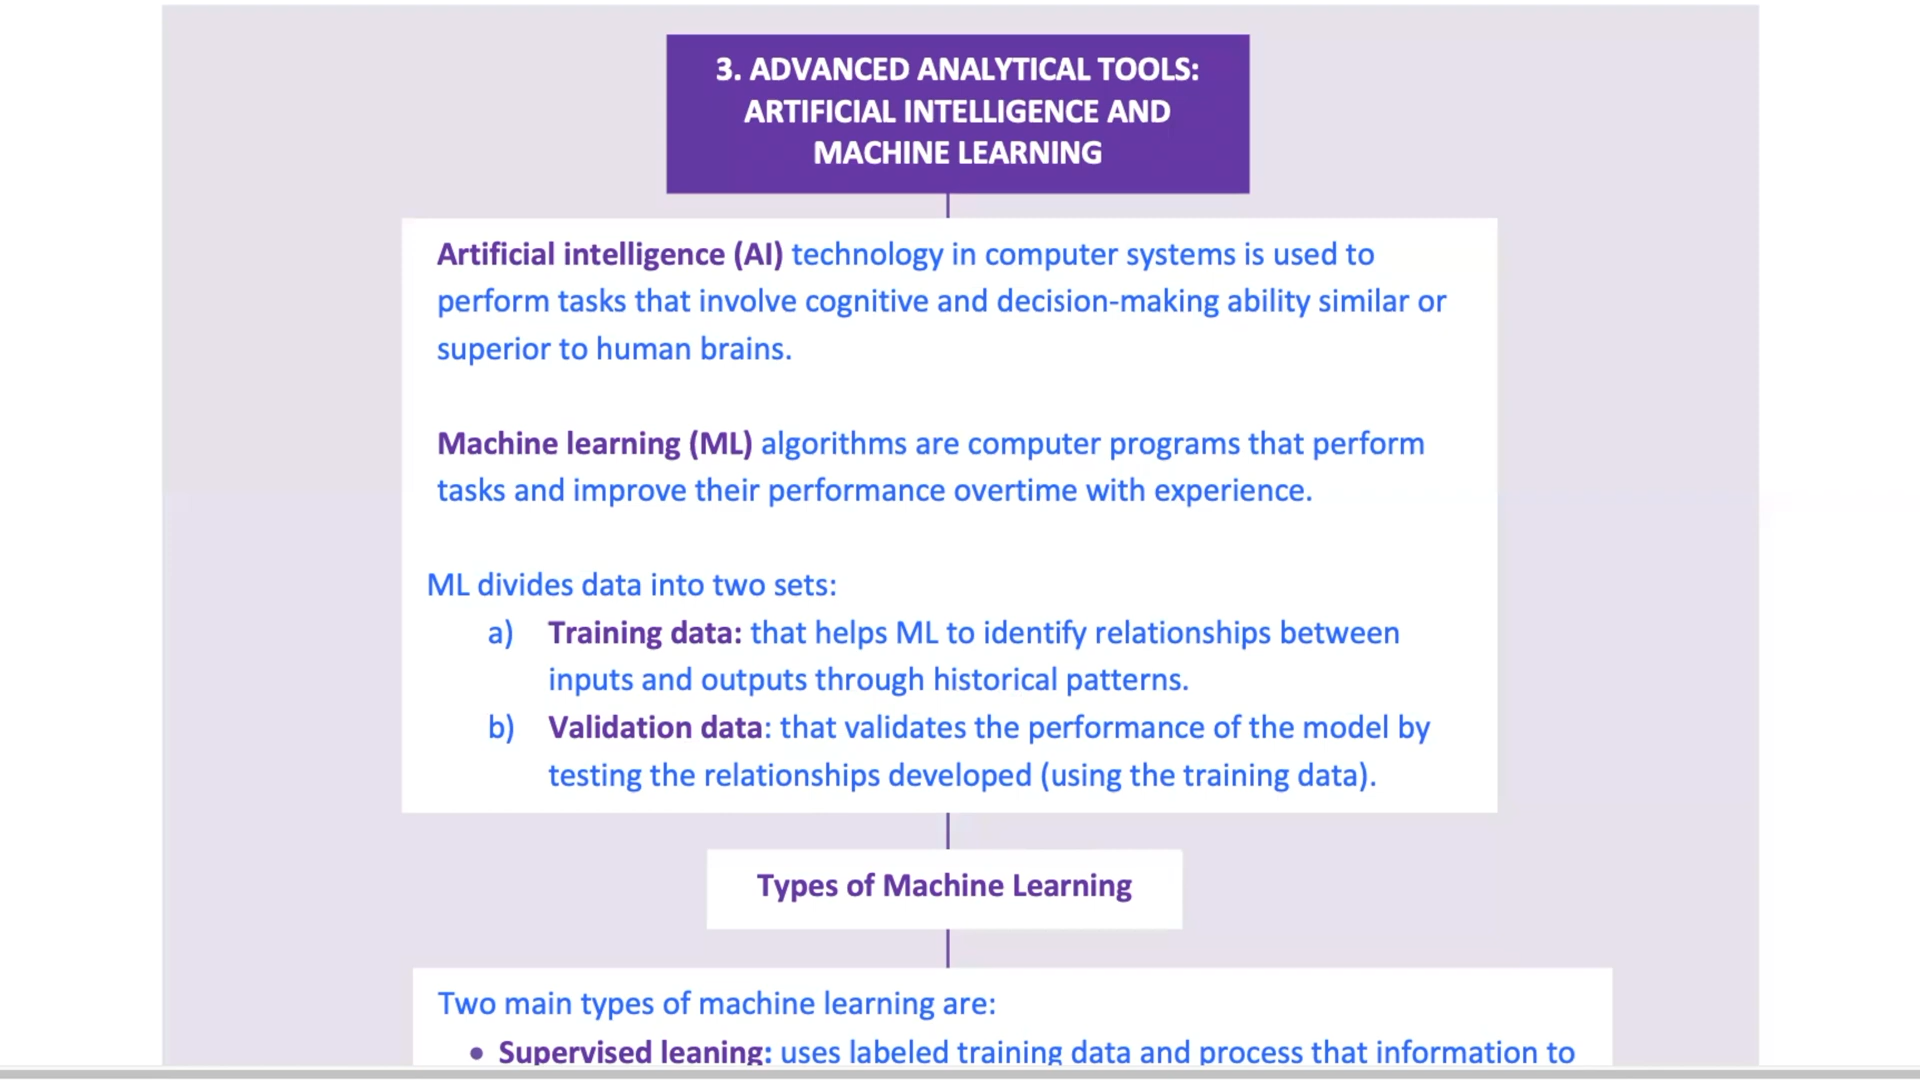 3. ADVANCED ANALYTICAL TOOLS:
ARTIFICIAL INTELLIGENCE AND
MACHINE LEARNING
Artificial intelligence (AI) technology in computer systems is used to
perform tasks that involve cognitive and decision-making ability similar or
superior to human brains.
Machine learning (ML) algorithms are computer programs that perform
tasks and improve their performance overtime with experience.
ML divides data into two sets:
a) Training data: that helps ML to identify relationships between
inputs and outputs through historical patterns.
b) Validation data: that validates the performance of the model by
testing the relationships developed (using the training data).
Types of Machine Learning
Two main types of machine learning are:
• Supervised leaning: uses labeled training data and process that information to